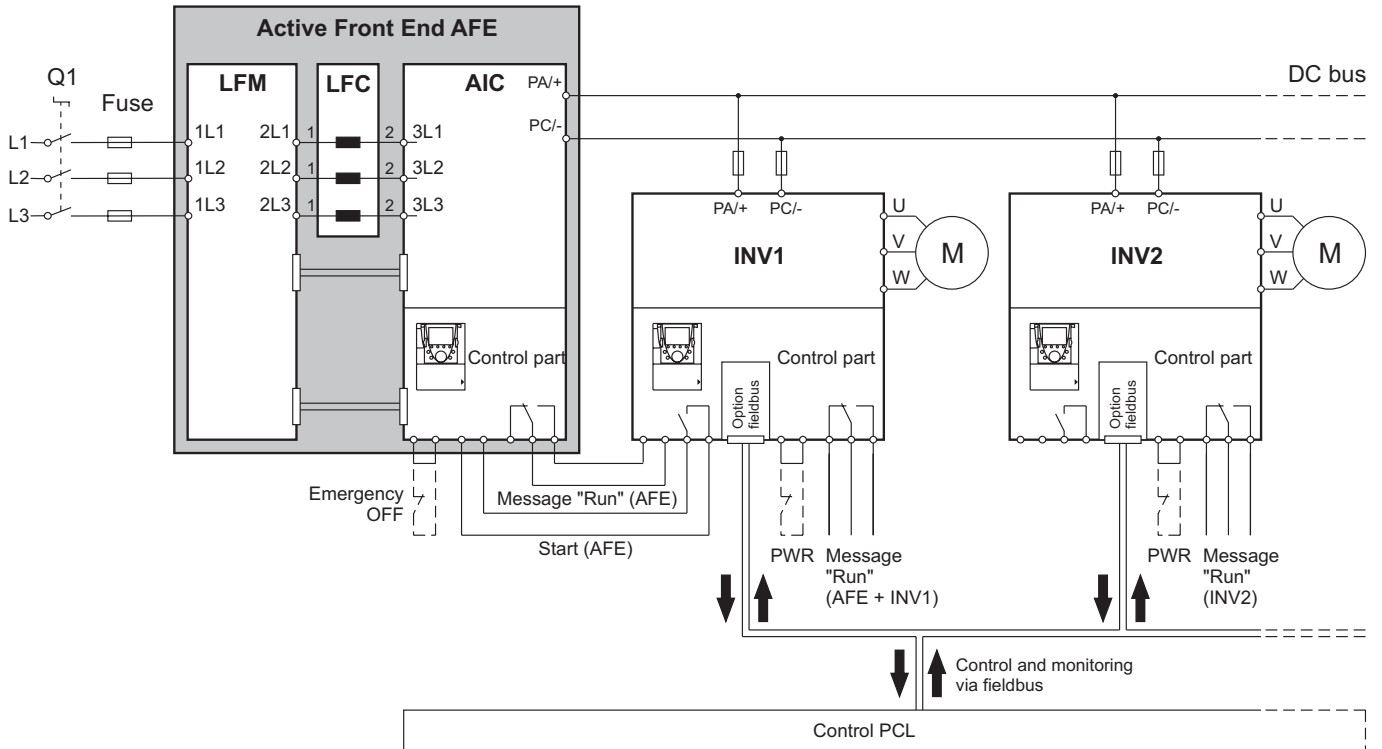 Active Front End AFE
Q1
Fuse
LFM
LFC
AIC
PA/+
PC/-
DC bus
L1
1L1
2L1
1
2
3L1
L2
1L2
2L2
1
2
3L2
L3
1L3
2L3
1
2
3L3
PA/+
PC/-
U
V
W
M
INV1
PA/+
PC/-
U
V
W
M
INV2
Control part
Control part
Option
fieldbus
Control part
Option
fieldbus
Emergency
OFF
Message "Run" (AFE)
Start (AFE)
PWR
Message
"Run"
(AFE + INV1)
PWR
Message
"Run"
(INV2)
Control and monitoring
via fieldbus
Control PCL